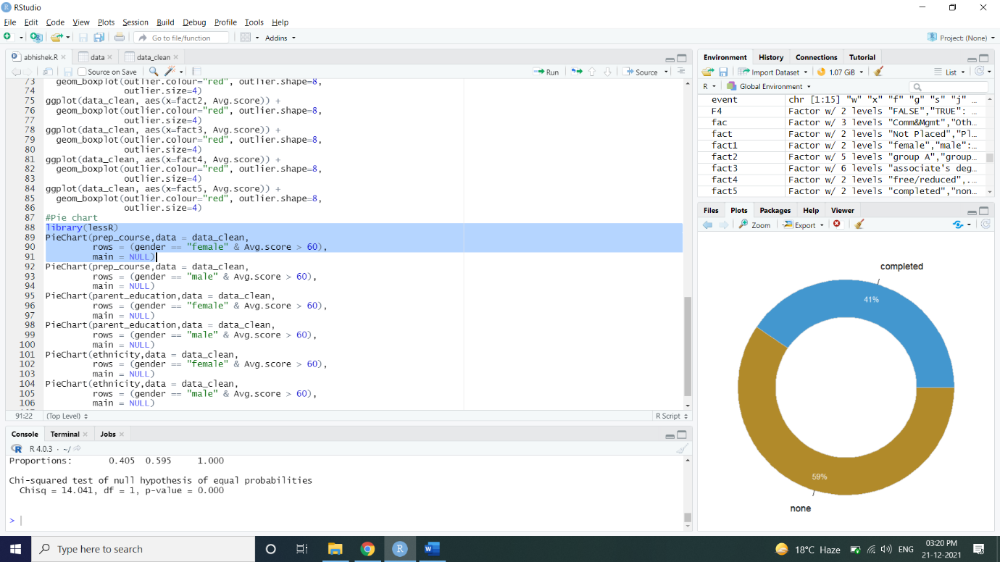 RStudio
File Edit Code View Plots Session Build Debug Profile Tools Help
Go to file/function
Addins
Project: (None)
abhishek.R
data
data_clean
Source on Save
Run
Source
73 geom_boxplot(outlier.colour="red", outlier.shape=8,
74 outlier.size=4)
75 ggplot(data_clean, aes(x=fact2, Avg.score)) +
76 geom_boxplot(outlier.colour="red", outlier.shape=8,
77 outlier.size=4)
78 ggplot(data_clean, aes(x=fact3, Avg.score)) +
79 geom_boxplot(outlier.colour="red", outlier.shape=8,
80 outlier.size=4)
81 ggplot(data_clean, aes(x=fact4, Avg.score)) +
82 geom_boxplot(outlier.colour="red", outlier.shape=8,
83 outlier.size=4)
84 ggplot(data_clean, aes(x=fact5, Avg.score)) +
85 geom_boxplot(outlier.colour="red", outlier.shape=8,
86 outlier.size=4)
87 #Pie chart
88 library(lessR)
89 PieChart(prep_course,data = data_clean,
90 rows = (gender == "female" & Avg.score > 60),
91 main = NULL)
92 PieChart(prep_course,data = data_clean,
93 rows = (gender == "male" & Avg.score > 60),
94 main = NULL)
95 PieChart(parent_education,data = data_clean,
96 rows = (gender == "female" & Avg.score > 60),
97 main = NULL)
98 PieChart(parent_education,data = data_clean,
99 rows = (gender == "male" & Avg.score > 60),
100 main = NULL)
101 PieChart(ethnicity,data = data_clean,
102 rows = (gender == "female" & Avg.score > 60),
103 main = NULL)
104 PieChart(ethnicity,data = data_clean,
105 rows = (gender == "male" & Avg.score > 60),
106 main = NULL)
91:22 (Top Level) R Script
Console Terminal Jobs
R 4.0.3 · ~/
Proportions: 0.405 0.595 1.000
Chi-squared test of null hypothesis of equal probabilities
Chisq = 14.041, df = 1, p-value = 0.000
>
Environment History Connections Tutorial
Import Dataset 1.07 GiB List
R Global Environment
event chr [1:15] "w" "x" "f" "g" "s" "j" ...
F4 Factor w/ 2 levels "FALSE","TRUE": ...
fac Factor w/ 3 levels "Comm&Mgmt","Oth...
fact Factor w/ 2 levels "Not Placed","Pl...
fact1 Factor w/ 2 levels "female","male":...
fact2 Factor w/ 5 levels "group A","group...
fact3 Factor w/ 6 levels "associate's deg...
fact4 Factor w/ 2 levels "free/reduced",...
fact5 Factor w/ 2 levels "completed","non...
Files Plots Packages Help Viewer
Zoom Export
completed
41%
59%
none
Type here to search
18°C Haze ENG
03:20 PM
21-12-2021